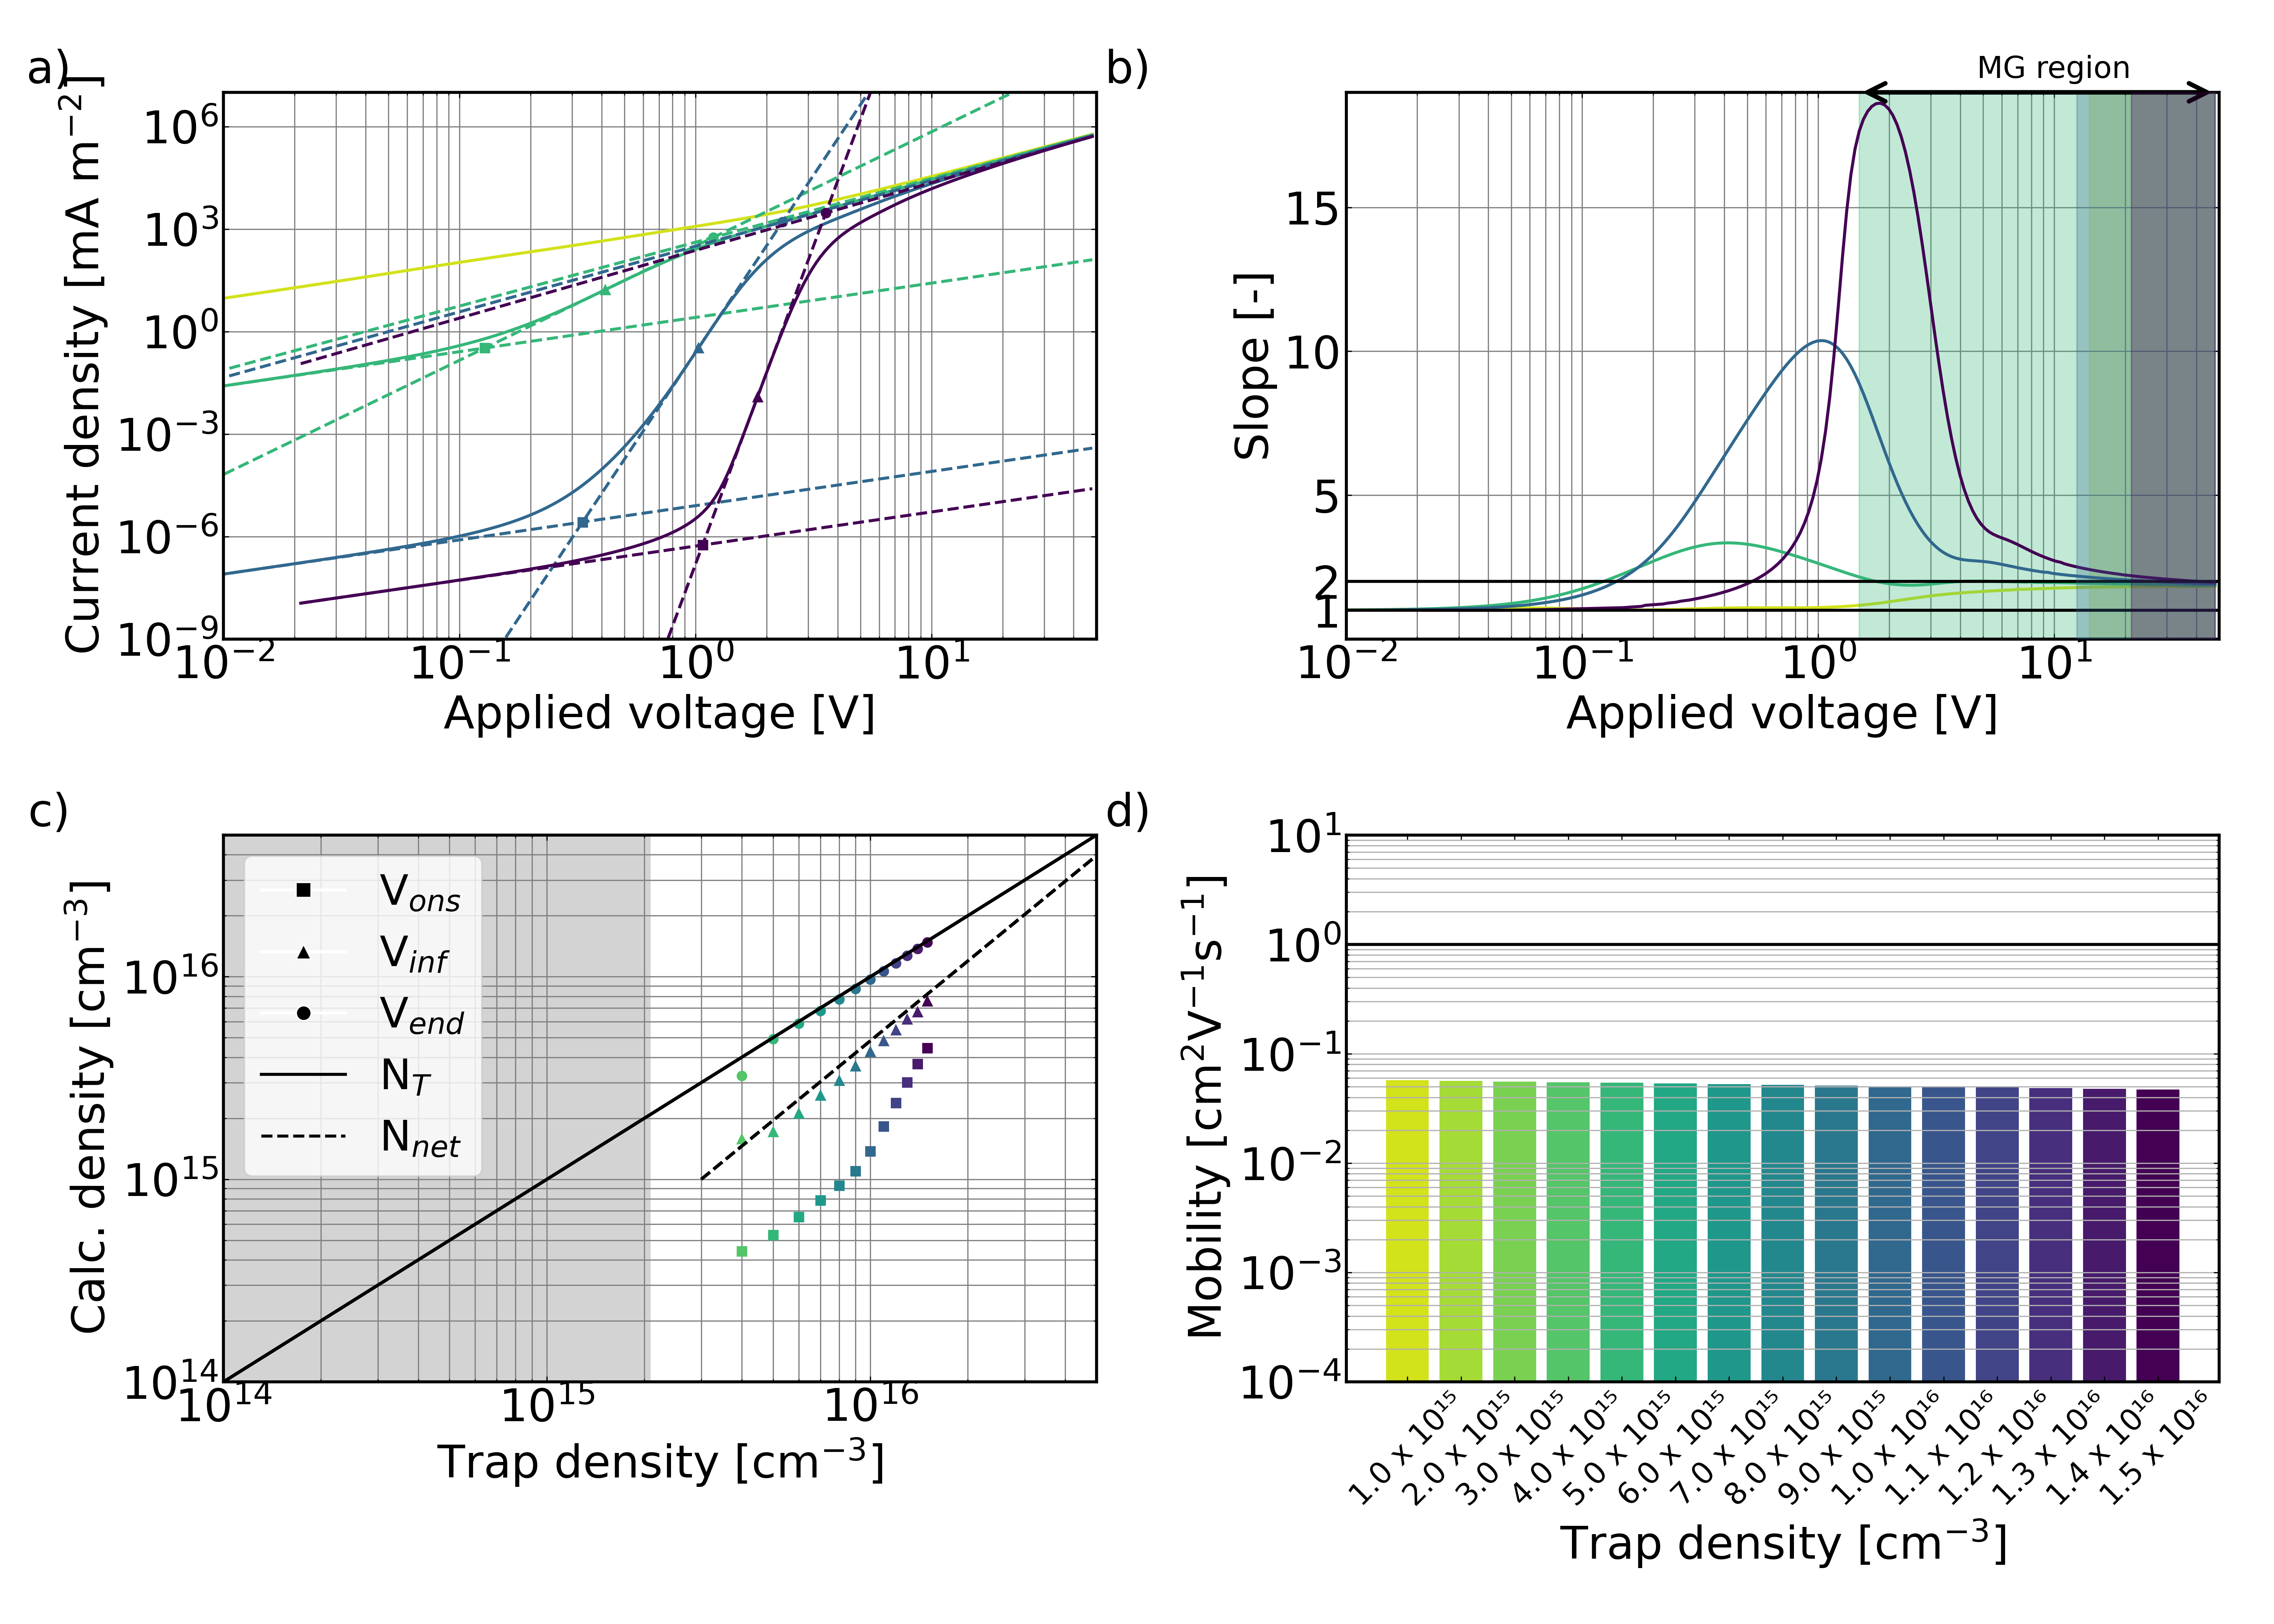 a)
Current density [mA m⁻²]
10⁶
10³
10⁰
10⁻³
10⁻⁶
10⁻⁹
10⁻² 10⁻¹ 10⁰ 10¹
Applied voltage [V]
b)
MG region
Slope [-]
15
10
5
2
1
10⁻² 10⁻¹ 10⁰ 10¹
Applied voltage [V]
c)
Calc. density [cm⁻³]
10¹⁶
10¹⁵
10¹⁴
V_ons
V_inf
V_end
N_T
N_net
10¹⁴ 10¹⁵ 10¹⁶
Trap density [cm⁻³]
d)
Mobility [cm²V⁻¹s⁻¹]
10¹
10⁰
10⁻¹
10⁻²
10⁻³
10⁻⁴
1.0 x 10¹⁵
2.0 x 10¹⁵
3.0 x 10¹⁵
4.0 x 10¹⁵
5.0 x 10¹⁵
6.0 x 10¹⁵
7.0 x 10¹⁵
8.0 x 10¹⁵
9.0 x 10¹⁵
1.0 x 10¹⁶
1.1 x 10¹⁶
1.2 x 10¹⁶
1.3 x 10¹⁶
1.4 x 10¹⁶
1.5 x 10¹⁶
Trap density [cm⁻³]